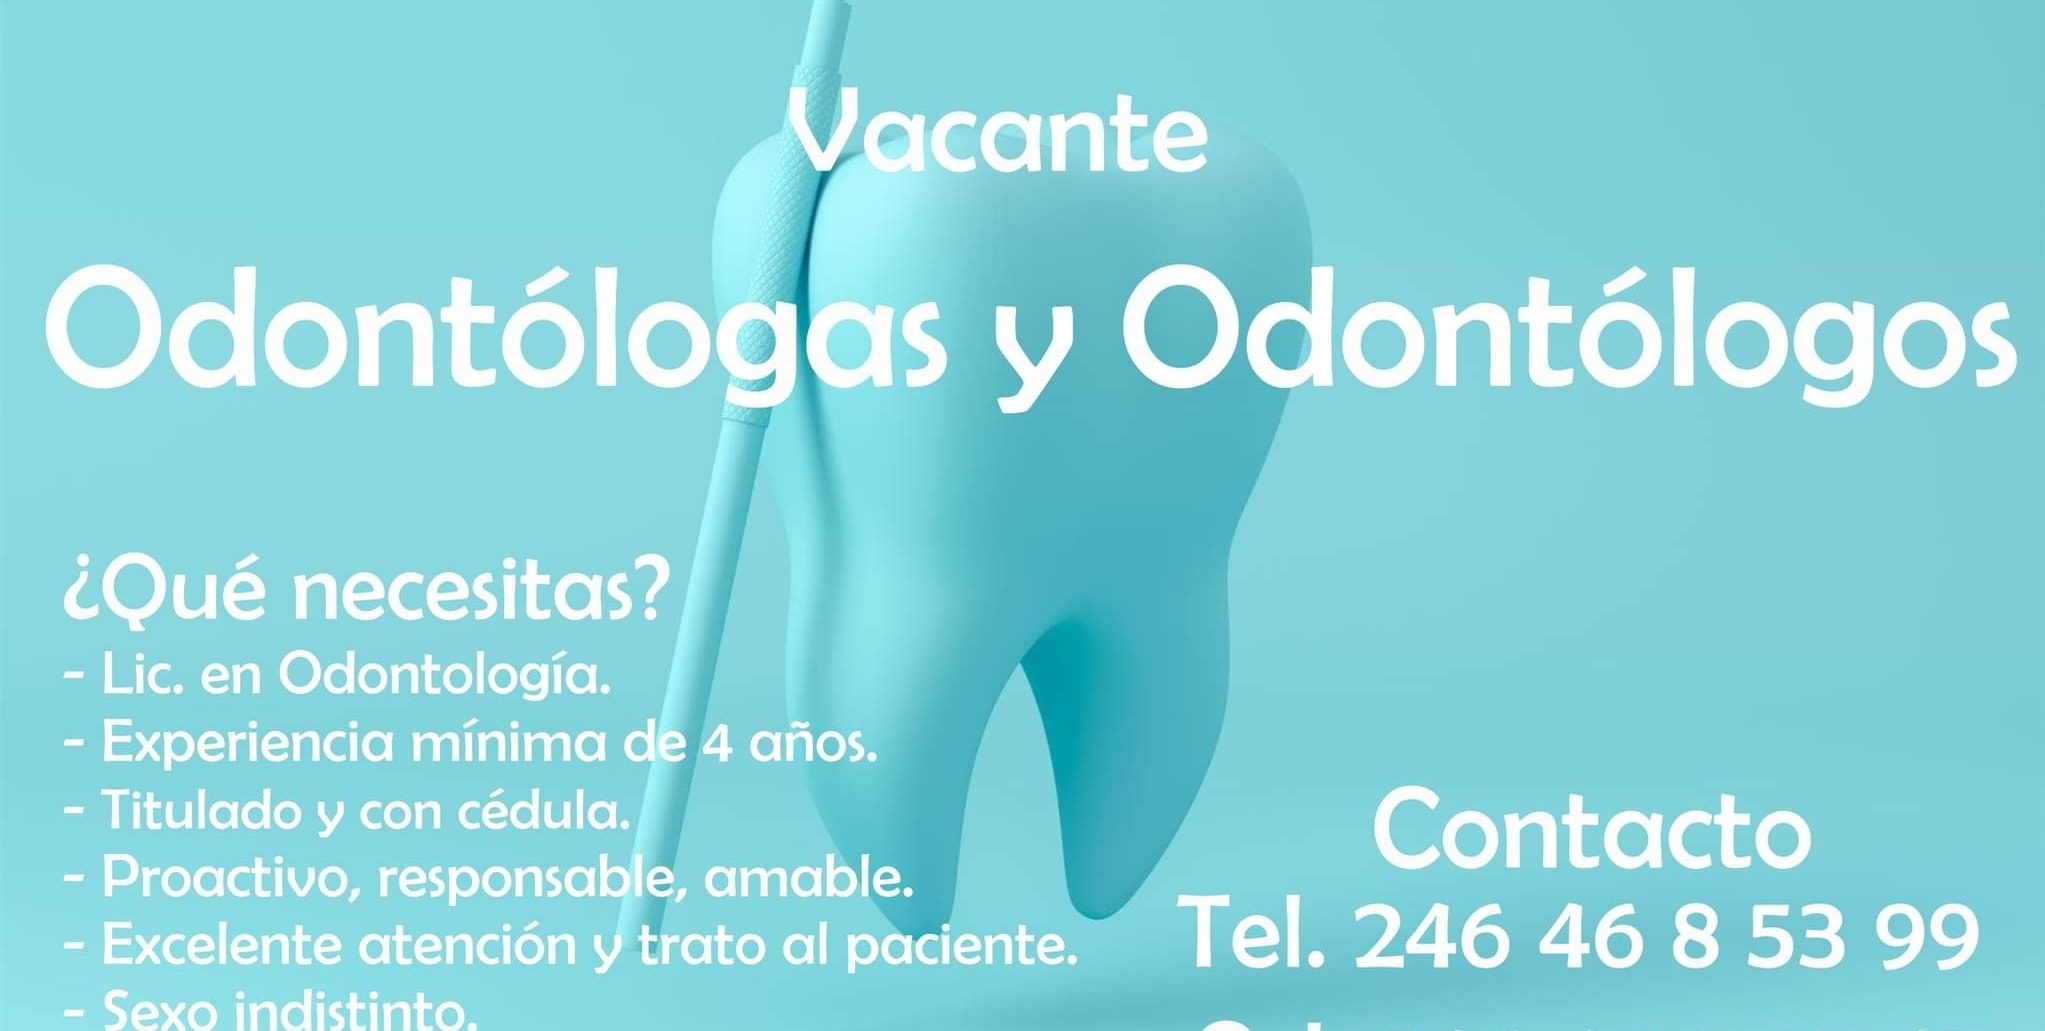 Vacante
Odontólogas y Odontólogos
¿Qué necesitas?
- Lic. en Odontología.
- Experiencia mínima de 4 años.
- Titulado y con cédula.
- Proactivo, responsable, amable.
- Excelente atención y trato al paciente.
- Sexo indistinto.
Contacto
Tel. 246 46 8 53 99